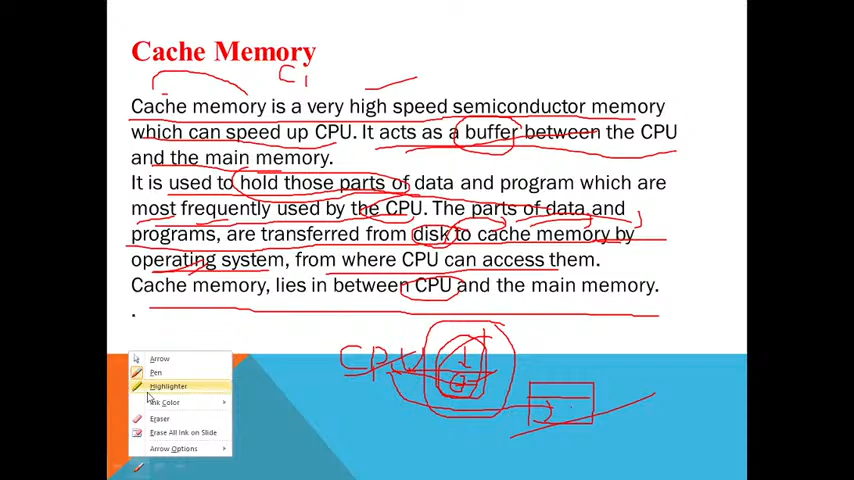 Cache Memory
C
Cache memory is a very high speed semiconductor memory
which can speed up CPU. It acts as a buffer between the CPU
and the main memory.
It is used to hold those parts of data and program which are
most frequently used by the CPU. The parts of data and
programs, are transferred from disk to cache memory by
operating system, from where CPU can access them.
Cache memory, lies in between CPU and the main memory.
.
CPU
Arrow
Pen
Highlighter
Ink Color
Eraser
Erase All Ink on Slide
Arrow Options